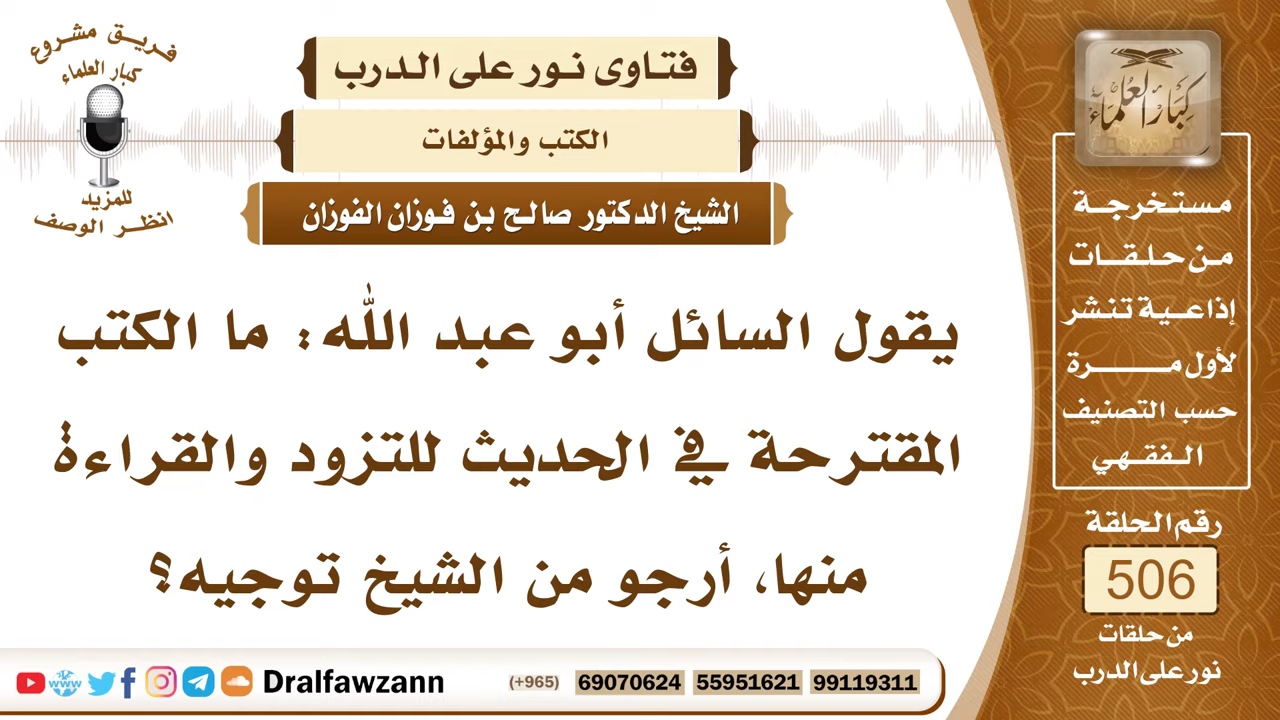 فريق مشروع
كبار العلماء
للمزيد
انظر الوصف
فتاوى نور على الدرب
الكتب والمؤلفات
الشيخ الدكتور صالح بن فوزان الفوزان
يقول السائل أبو عبد الله: ما الكتب
المقترحة في الحديث للتزود والقراءة
منها، أرجو من الشيخ توجيه؟
كبار العلماء
مستخرجة
من حلقات
إذاعية تنشر
لأول مرة
حسب التصنيف
الفقهي
رقم الحلقة
506
من حلقات
نور على الدرب
www
Dralfawzann
(+965) 69070624 55951621 99119311